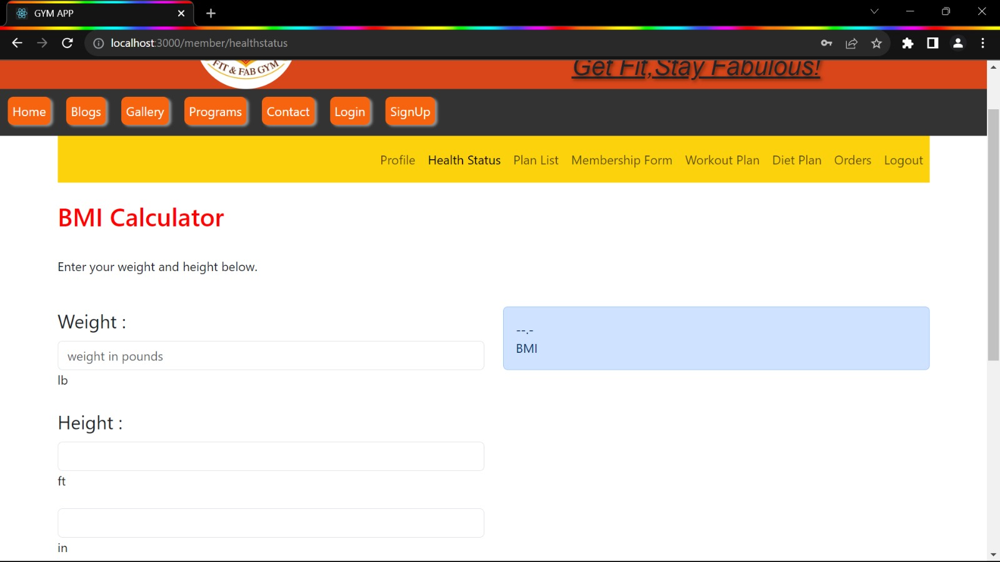 GYM APP
localhost:3000/member/healthstatus
FIT & FAB GYM
Get Fit,Stay Fabulous!
Home Blogs Gallery Programs Contact Login SignUp
Profile Health Status Plan List Membership Form Workout Plan Diet Plan Orders Logout
BMI Calculator
Enter your weight and height below.
Weight :
weight in pounds
lb
--.-
BMI
Height :
ft
in